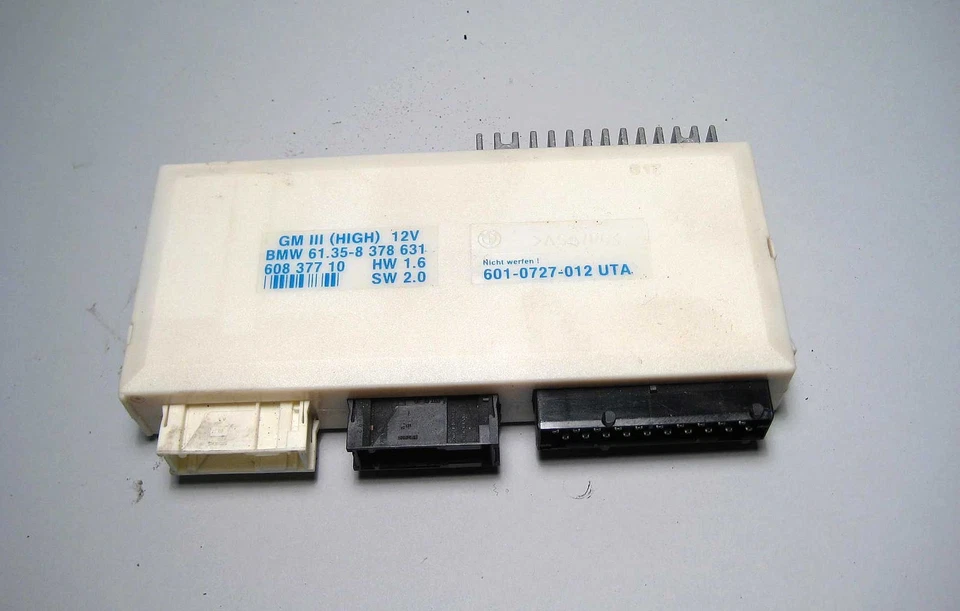 GM III (HIGH) 12V
BMW 61.35-8 378 631
608 377 10 HW 1.6
SW 2.0
Nicht werfen !
601-0727-012 UTA